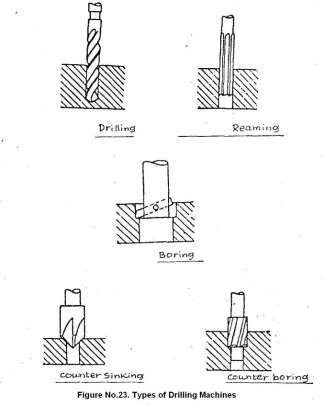 Drilling
Reaming
Boring
Counter Sinking
Counter boring
Figure No.23. Types of Drilling Machines